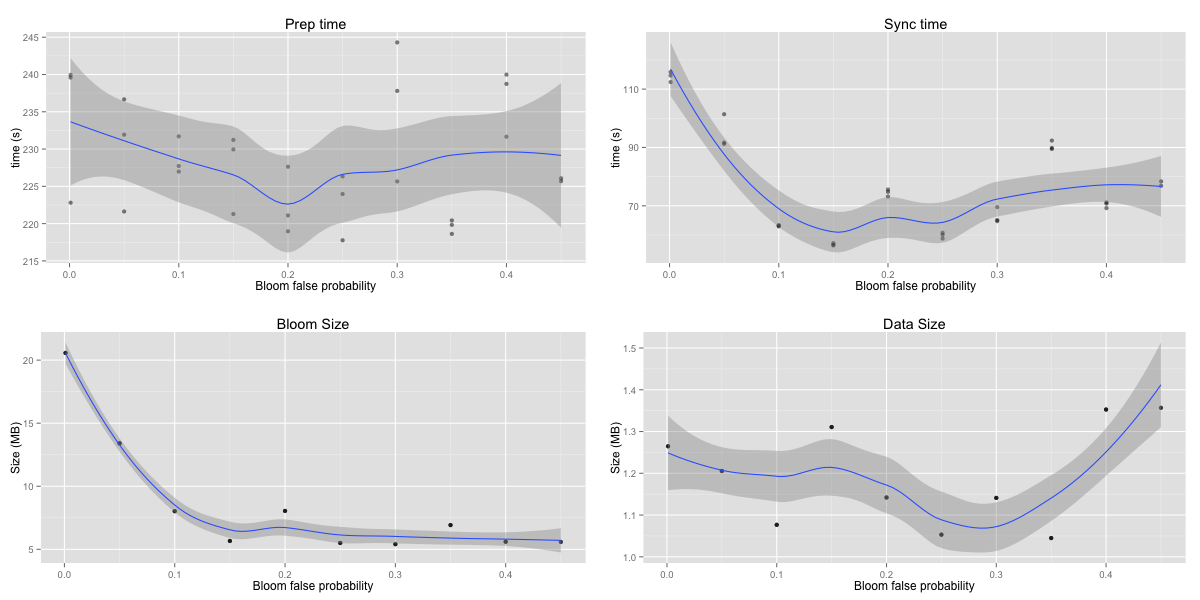 Prep time
245
240
235
230
225
220
215
time (s)
0.0 0.1 0.2 0.3 0.4
Bloom false probability
Sync time
110
90
70
time (s)
0.0 0.1 0.2 0.3 0.4
Bloom false probability
Bloom Size
20
15
10
5
Size (MB)
0.0 0.1 0.2 0.3 0.4
Bloom false probability
Data Size
1.5
1.4
1.3
1.2
1.1
1.0
Size (MB)
0.0 0.1 0.2 0.3 0.4
Bloom false probability